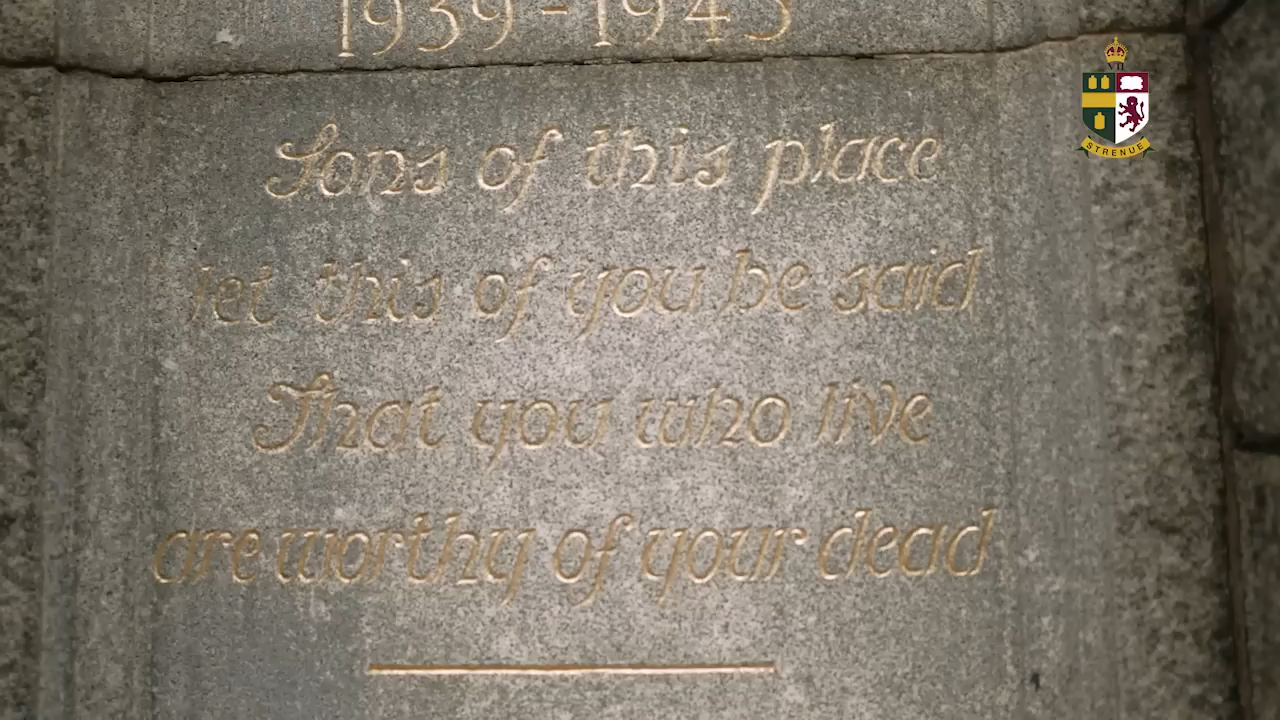 1939-1945
VII
STRENUE
Sons of this place
let this of you be said
That you who live
are worthy of your dead